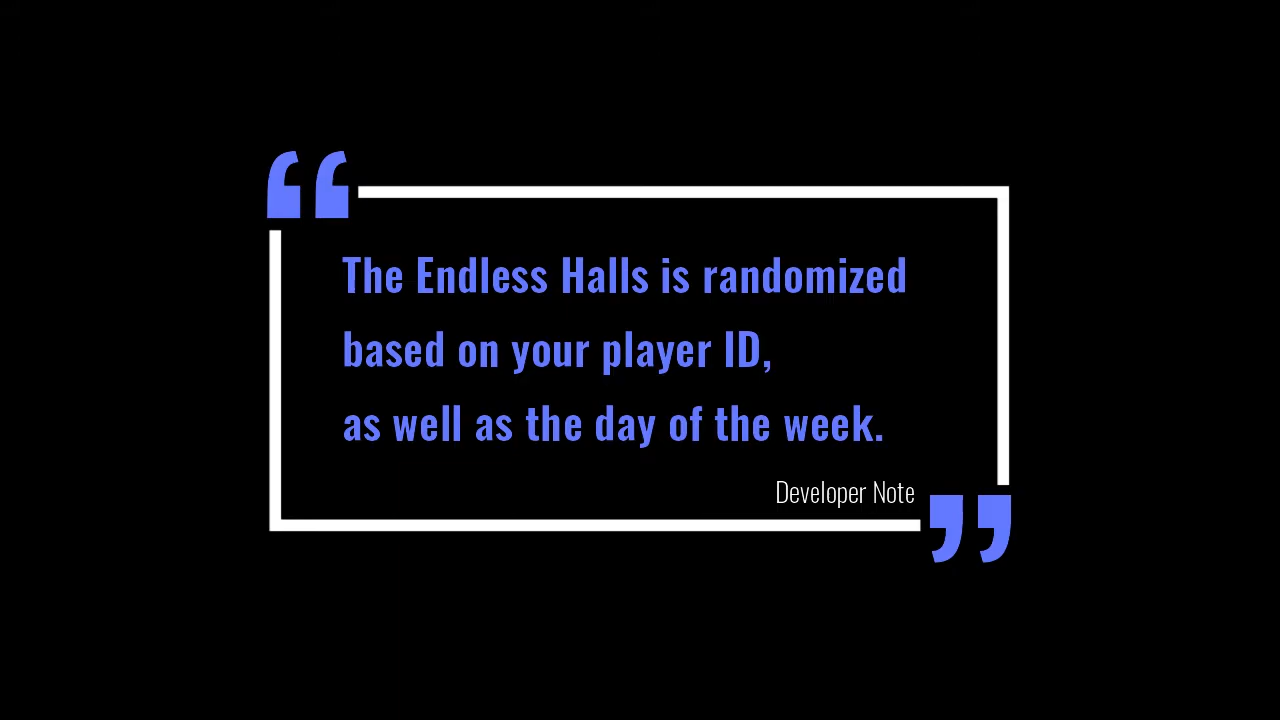 The Endless Halls is randomized
based on your player ID,
as well as the day of the week.
Developer Note